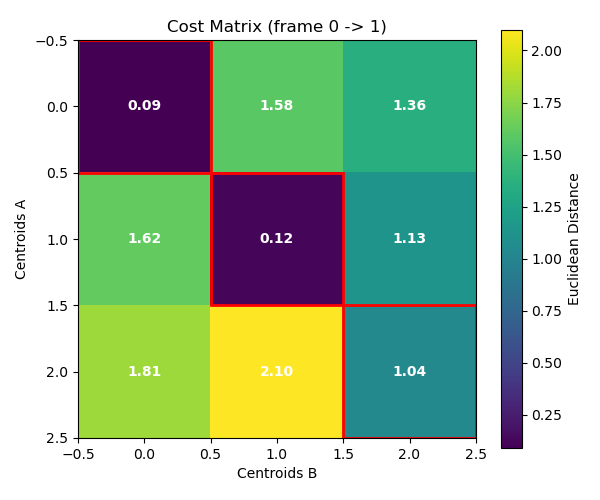 Cost Matrix (frame 0 -> 1)
−0.5
0.0
0.5
1.0
1.5
2.0
2.5
Centroids A
0.09 1.58 1.36
1.62 0.12 1.13
1.81 2.10 1.04
−0.5 0.0 0.5 1.0 1.5 2.0 2.5
Centroids B
2.00
1.75
1.50
1.25
1.00
0.75
0.50
0.25
Euclidean Distance